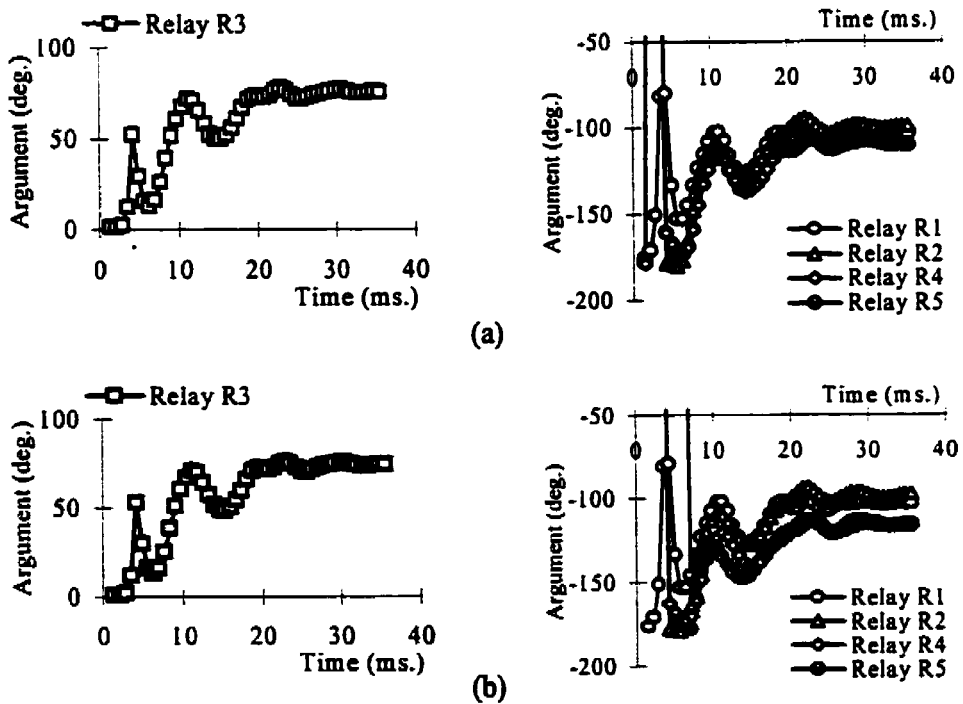 Relay R3
100
50
0
Argument (deg.)
0
10
20
30
40
Time (ms.)
Time (ms.)
-50
-100
-150
-200
Argument (deg.)
0
10
20
30
40
Relay R1
Relay R2
Relay R4
Relay R5
(a)
Relay R3
100
50
0
Argument (deg.)
0
10
20
30
40
Time (ms.)
Time (ms.)
-50
-100
-150
-200
Argument (deg.)
0
10
20
30
40
Relay R1
Relay R2
Relay R4
Relay R5
(b)